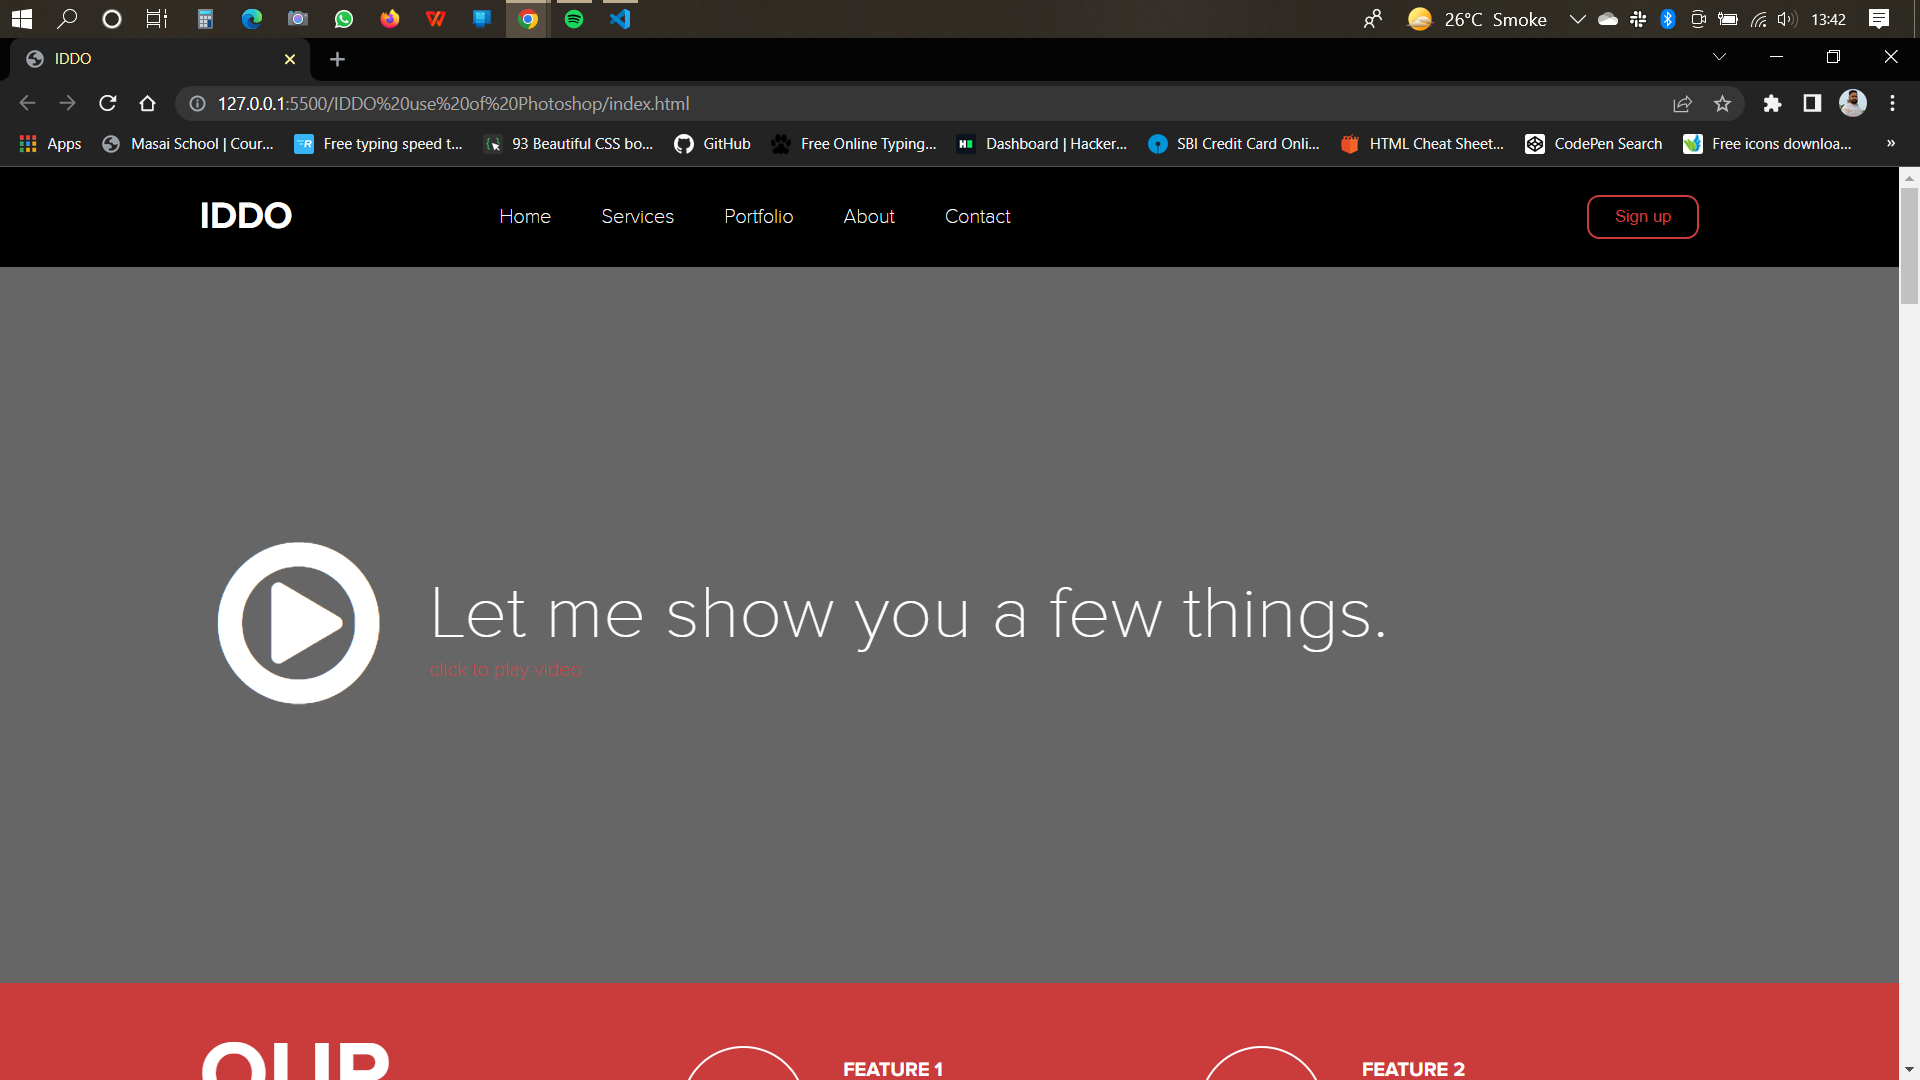 26°C Smoke 13:42
IDDO
127.0.0.1:5500/IDDO%20use%20of%20Photoshop/index.html
Apps Masai School | Cour... Free typing speed t... 93 Beautiful CSS bo... GitHub Free Online Typing... Dashboard | Hacker... SBI Credit Card Onli... HTML Cheat Sheet... CodePen Search Free icons downloa... »
IDDO Home Services Portfolio About Contact Sign up
Let me show you a few things.
click to play video
OUR
FEATURE 1 FEATURE 2